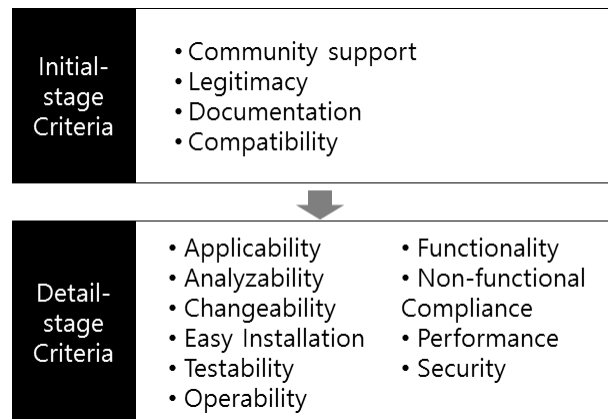 Initial-
stage
Criteria
• Community support
• Legitimacy
• Documentation
• Compatibility
Detail-
stage
Criteria
• Applicability
• Analyzability
• Changeability
• Easy Installation
• Testability
• Operability
• Functionality
• Non-functional
Compliance
• Performance
• Security